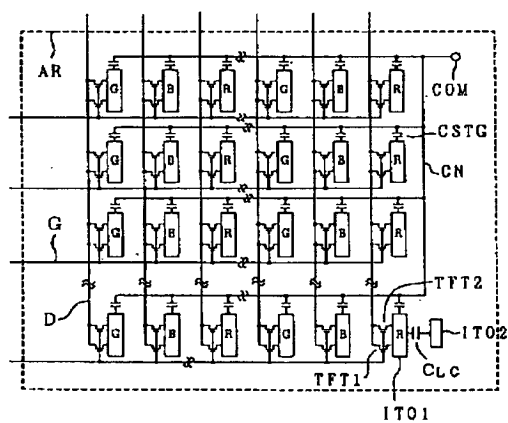 AR
G B R G B R
COM
CSTG
G B R G B R
CN
G
G B R G B R
D
TFT2
G B R G B R
ITO2
TFT1
CLC
ITO1